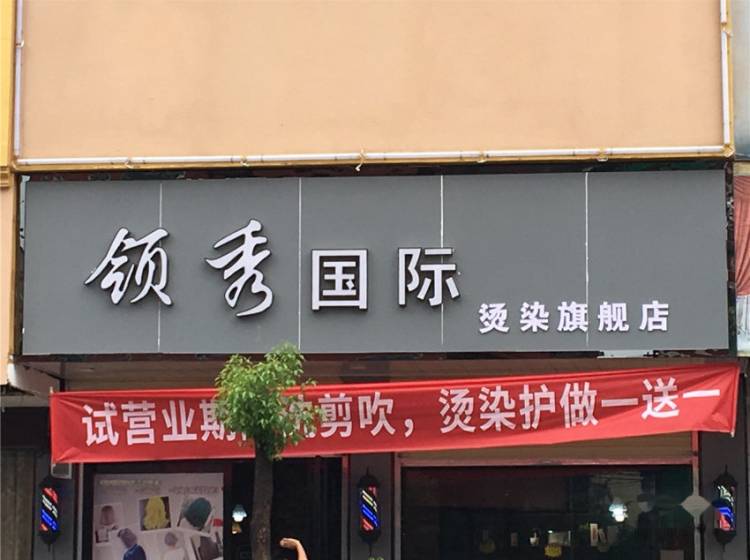 领秀国际
烫染旗舰店
试营业期 剪吹，烫染护做一送一